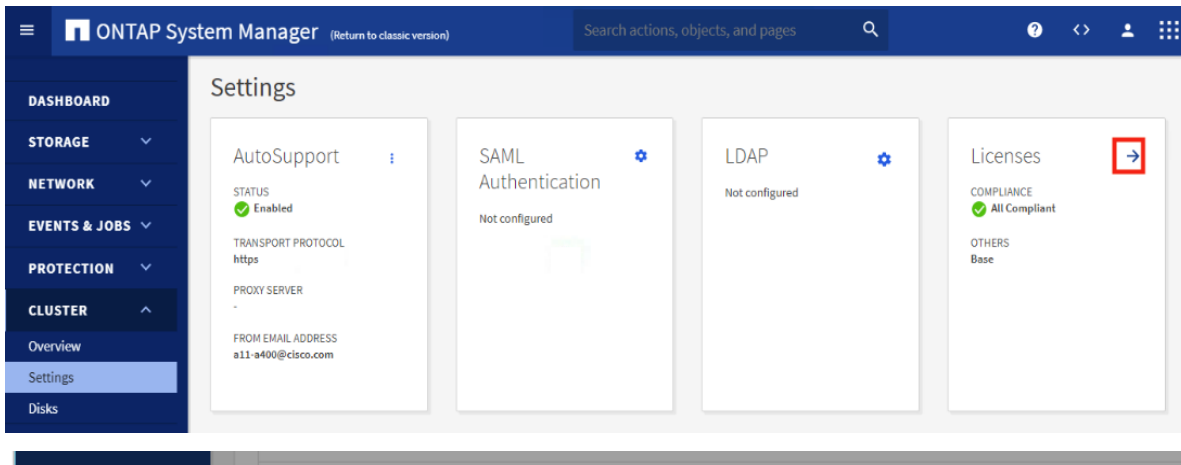 ONTAP System Manager (Return to classic version)
Search actions, objects, and pages
DASHBOARD
STORAGE
NETWORK
EVENTS & JOBS
PROTECTION
CLUSTER
Overview
Settings
Disks
Settings
AutoSupport
STATUS
Enabled
TRANSPORT PROTOCOL
https
PROXY SERVER
-
FROM EMAIL ADDRESS
a11-a400@cisco.com
SAML
Authentication
Not configured
LDAP
Not configured
Licenses
COMPLIANCE
All Compliant
OTHERS
Base